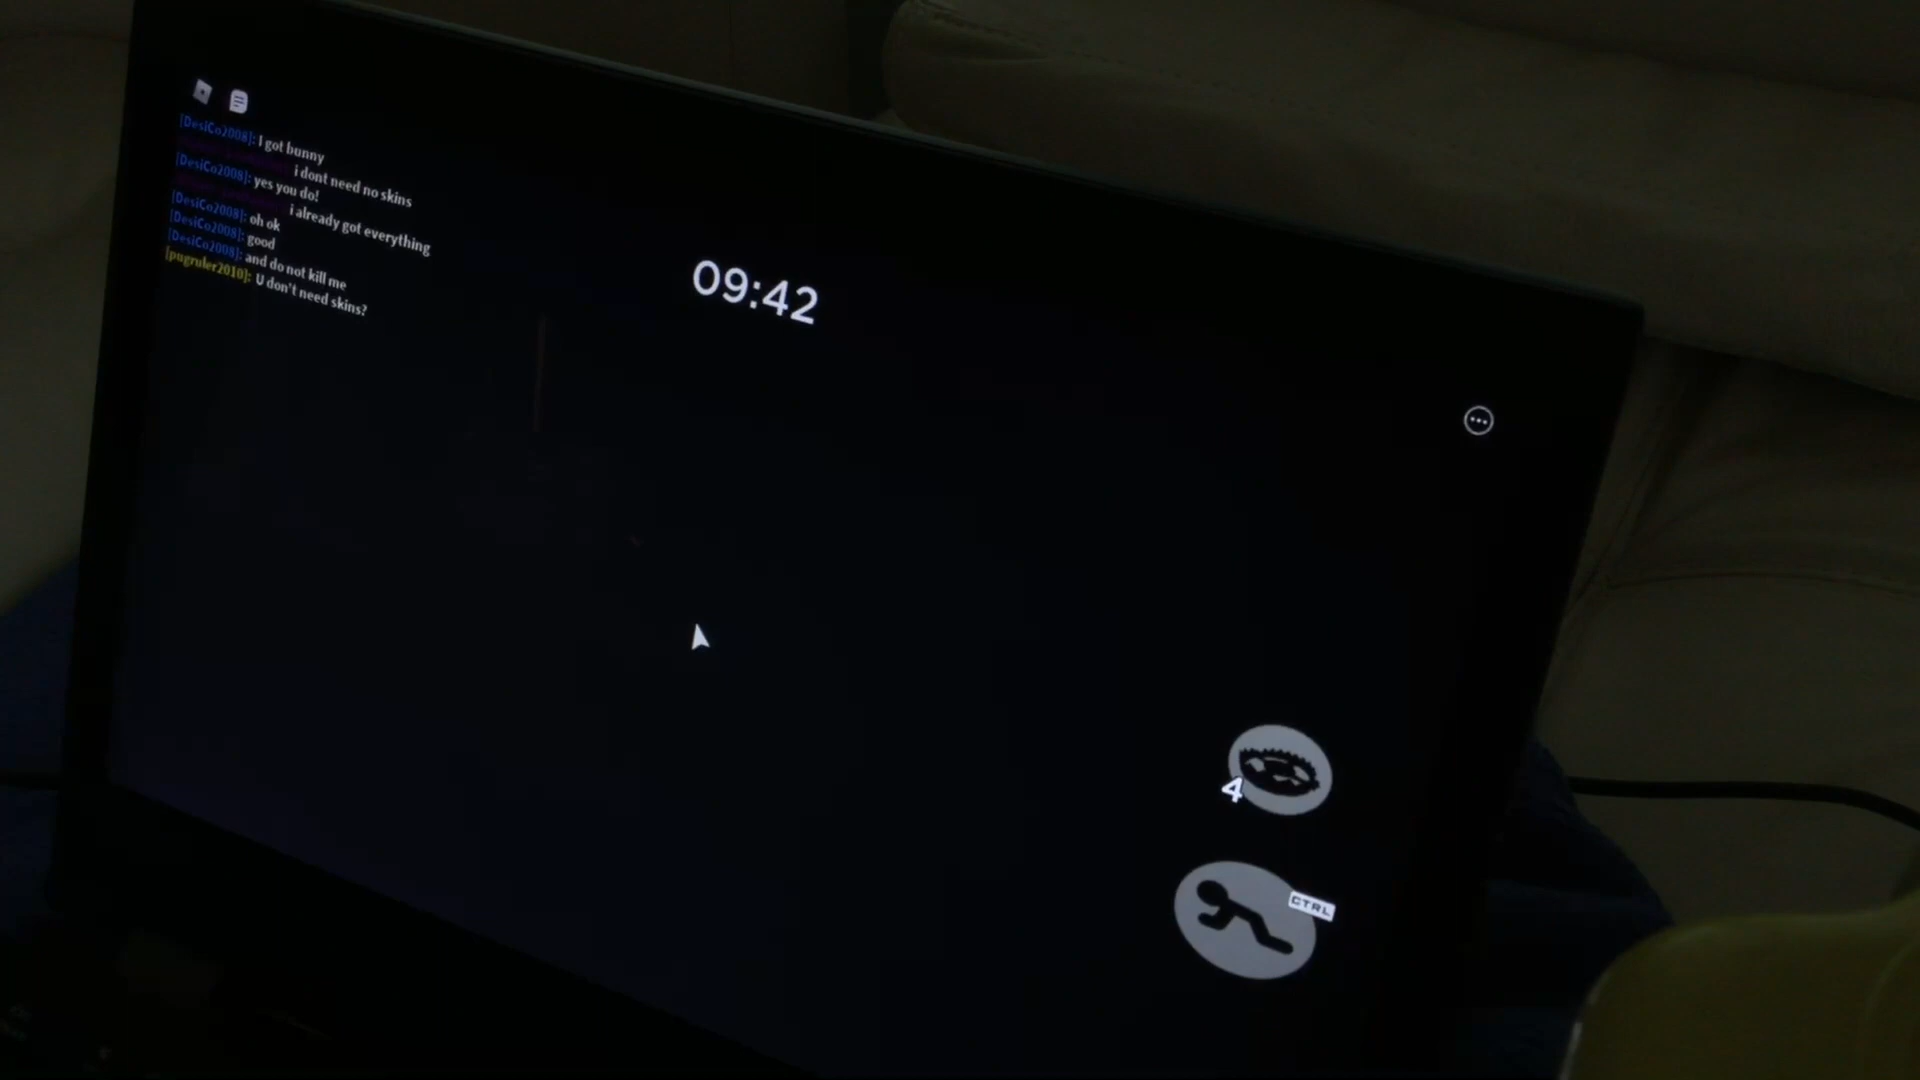 [DesiCo2008]: I got bunny
i dont need no skins
[DesiCo2008]: yes you do!
i already got everything
[DesiCo2008]: oh ok
[DesiCo2008]: good
[DesiCo2008]: and do not kill me
[pugruler2010]: U don't need skins?
09:42
4
CTRL